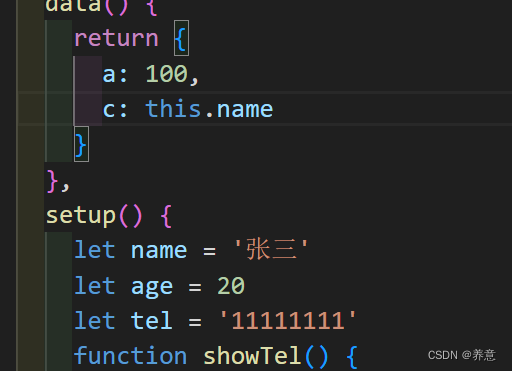 data() {
return {
a: 100,
c: this.name
}
},
setup() {
let name = '张三'
let age = 20
let tel = '11111111'
function showTel() {
CSDN @养意